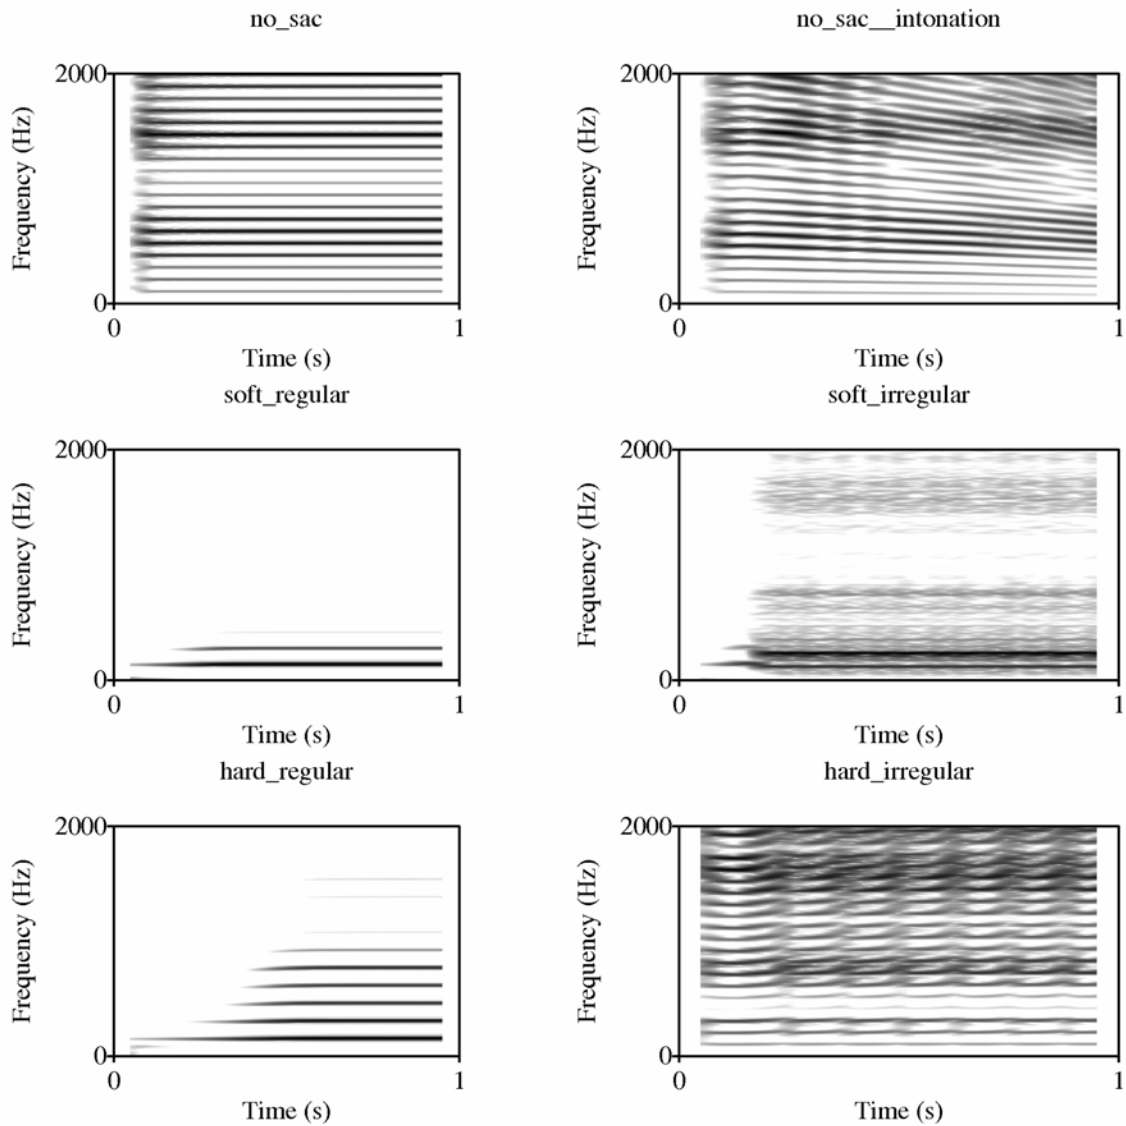 no_sac
no_sac__intonation
2000
Frequency (Hz)
0
0
1
Time (s)
2000
Frequency (Hz)
0
0
1
Time (s)
soft_regular
soft_irregular
2000
Frequency (Hz)
0
0
1
Time (s)
2000
Frequency (Hz)
0
0
1
Time (s)
hard_regular
hard_irregular
2000
Frequency (Hz)
0
0
1
Time (s)
2000
Frequency (Hz)
0
0
1
Time (s)